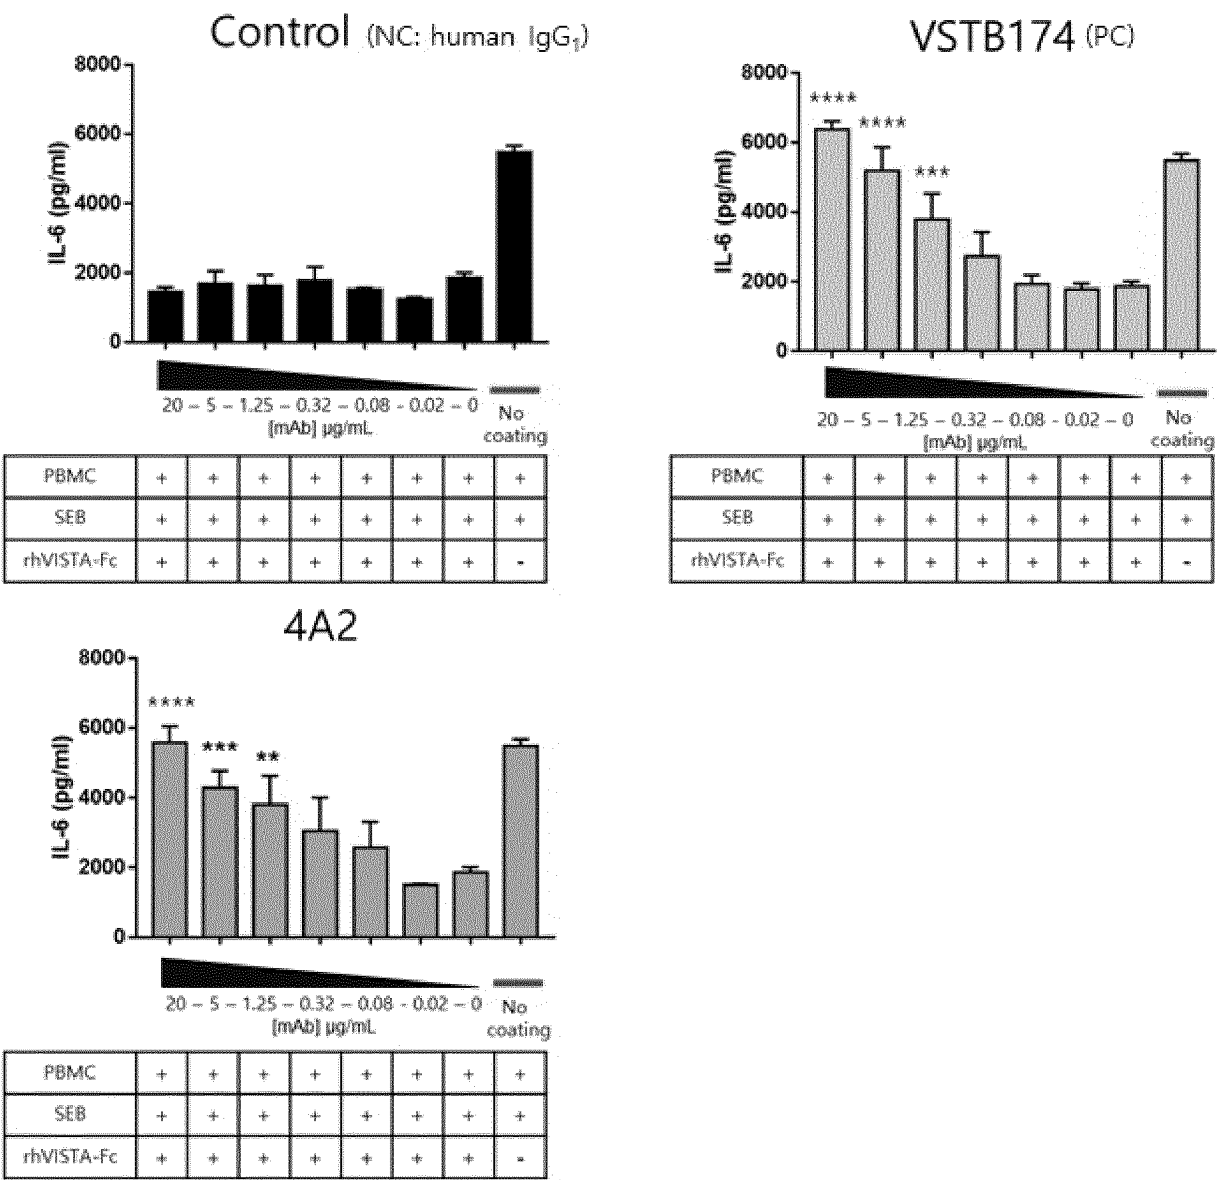 Control (NC: human IgG1)
8000
6000
4000
2000
0
IL-6 (pg/ml)
20 – 5 – 1.25 – 0.32 – 0.08 - 0.02 – 0
[mAb] µg/mL
No
coating
PBMC + + + + + + + +
SEB + + + + + + + +
rhVISTA-Fc + + + + + + + -
VSTB174 (PC)
8000
6000
4000
2000
0
IL-6 (pg/ml)
****
****
***
20 – 5 – 1.25 – 0.32 – 0.08 - 0.02 – 0
[mAb] µg/mL
No
coating
PBMC + + + + + + + +
SEB + + + + + + + +
rhVISTA-Fc + + + + + + + -
4A2
8000
6000
4000
2000
0
IL-6 (pg/ml)
****
***
**
20 – 5 – 1.25 – 0.32 – 0.08 - 0.02 – 0
[mAb] µg/mL
No
coating
PBMC + + + + + + + +
SEB + + + + + + + +
rhVISTA-Fc + + + + + + + -